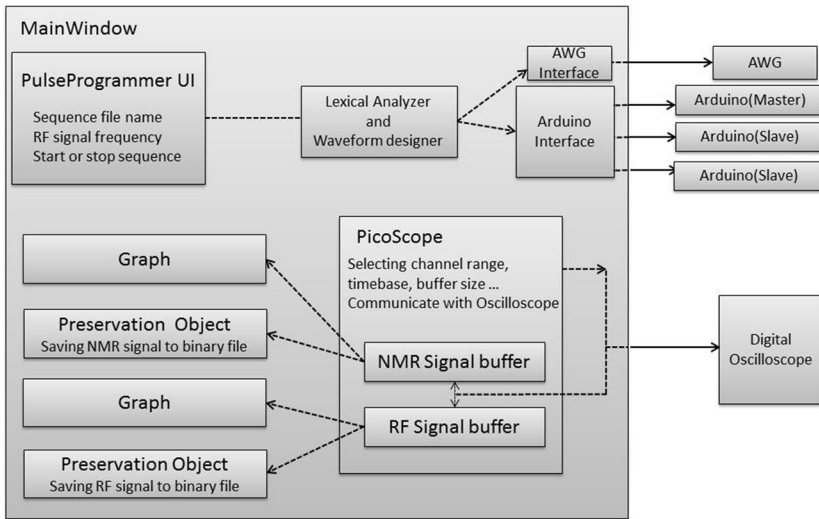 MainWindow
PulseProgrammer UI
Sequence file name
RF signal frequency
Start or stop sequence
Lexical Analyzer
and
Waveform designer
AWG
Interface
Arduino
Interface
AWG
Arduino(Master)
Arduino(Slave)
Arduino(Slave)
Graph
Preservation Object
Saving NMR signal to binary file
Graph
Preservation Object
Saving RF signal to binary file
PicoScope
Selecting channel range,
timebase, buffer size ...
Communicate with Oscilloscope
NMR Signal buffer
RF Signal buffer
Digital
Oscilloscope